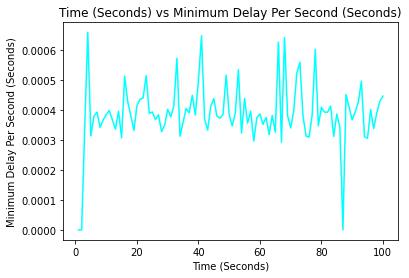 Time (Seconds) vs Minimum Delay Per Second (Seconds)
Minimum Delay Per Second (Seconds)
0.0006
0.0005
0.0004
0.0003
0.0002
0.0001
0.0000
0 20 40 60 80 100
Time (Seconds)